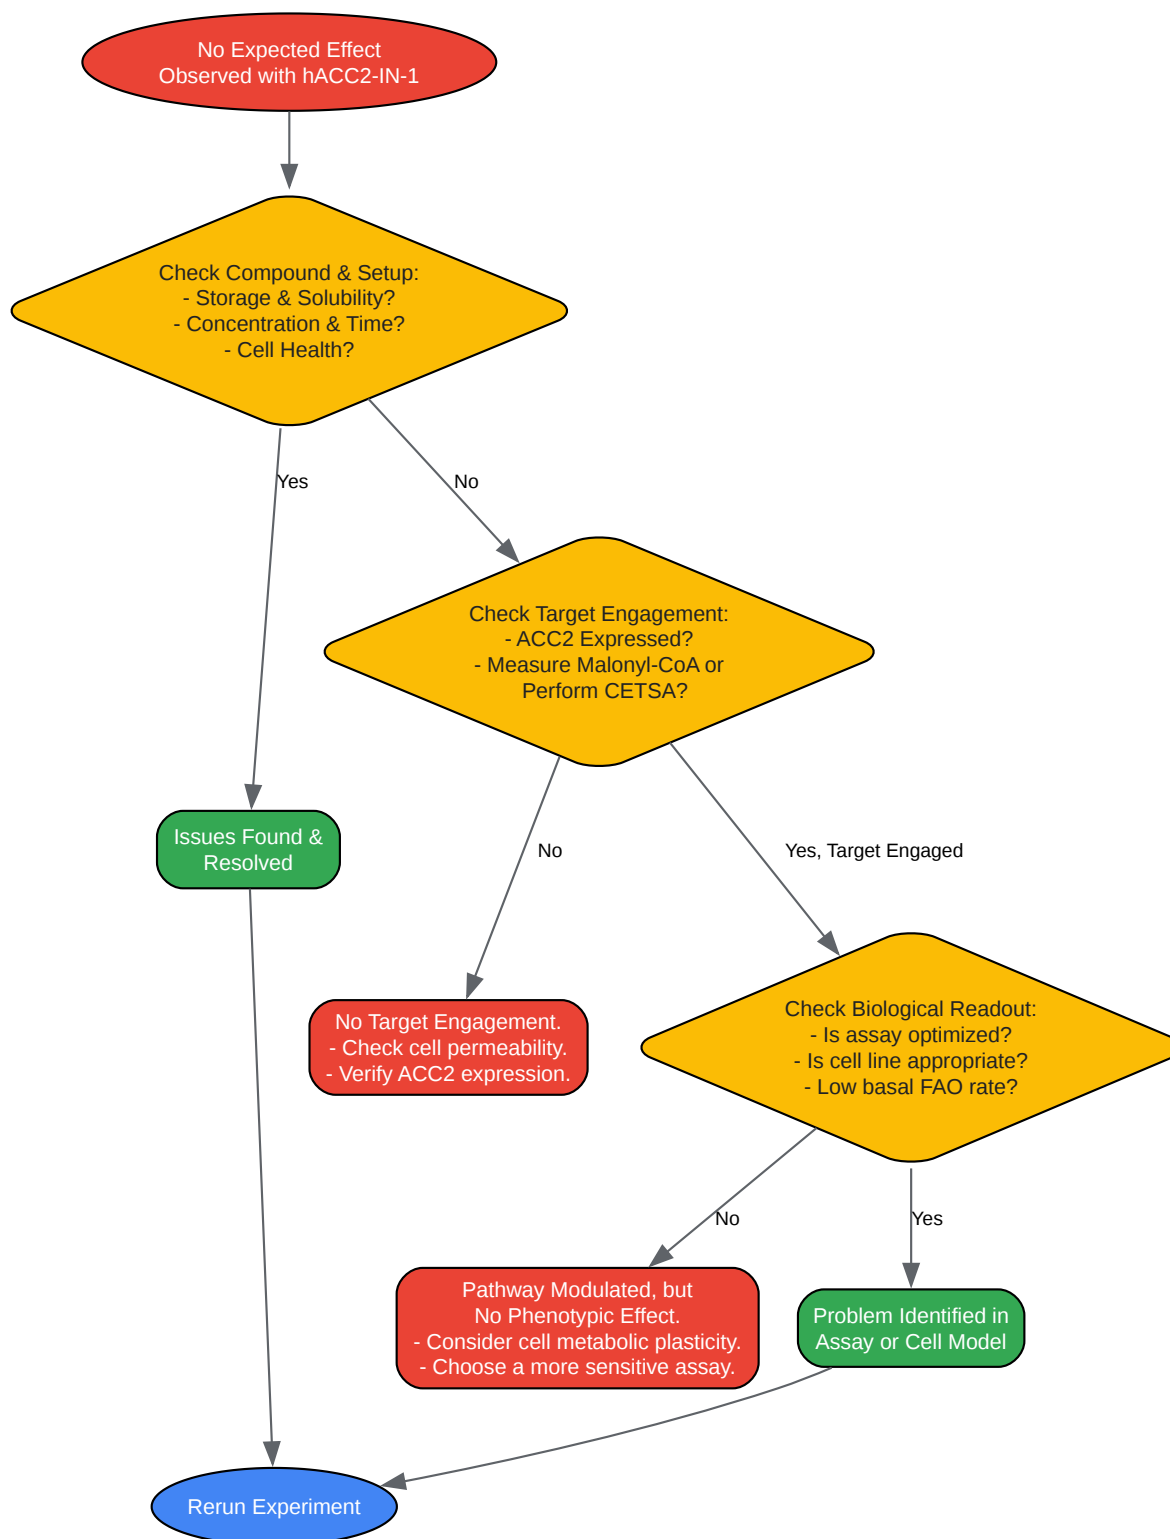 No Expected Effect
Observed with hACC2-IN-1
Check Compound & Setup:
- Storage & Solubility?
- Concentration & Time?
- Cell Health?
Yes
No
Check Target Engagement:
- ACC2 Expressed?
- Measure Malonyl-CoA or
Perform CETSA?
Issues Found &
Resolved
No
Yes, Target Engaged
No Target Engagement.
- Check cell permeability.
- Verify ACC2 expression.
Check Biological Readout:
- Is assay optimized?
- Is cell line appropriate?
- Low basal FAO rate?
No
Yes
Pathway Modulated, but
No Phenotypic Effect.
- Consider cell metabolic plasticity.
- Choose a more sensitive assay.
Problem Identified in
Assay or Cell Model
Rerun Experiment